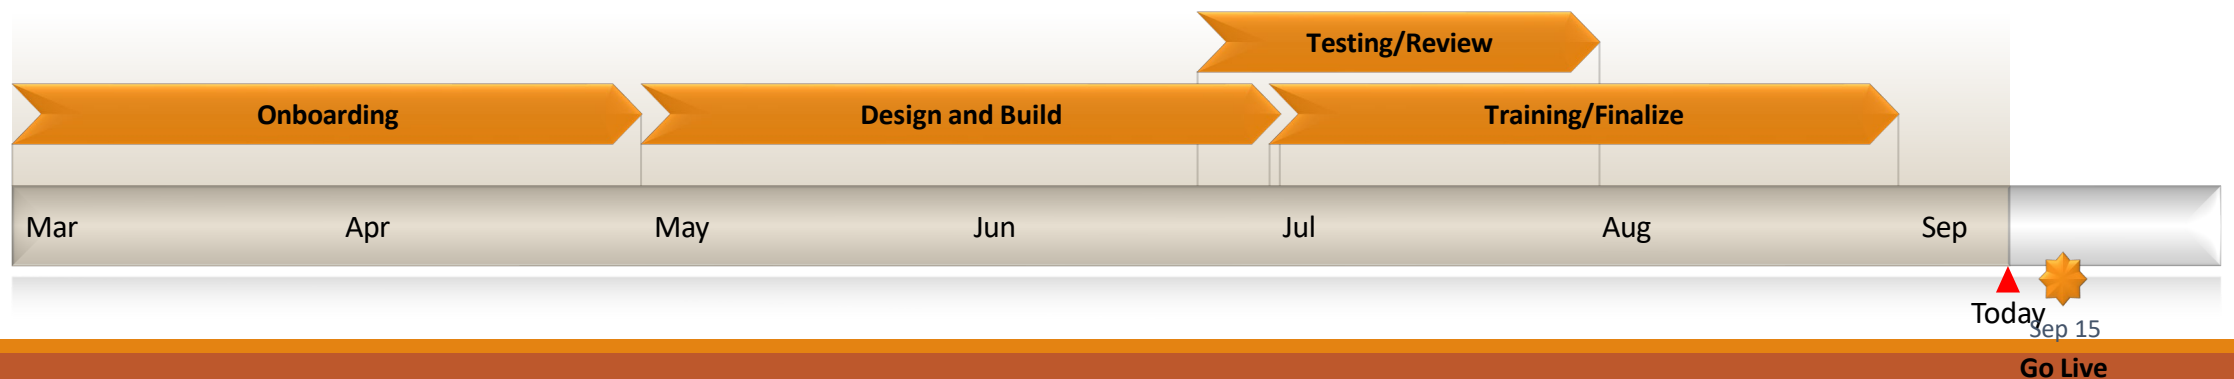 Testing/Review
Onboarding
Design and Build
Training/Finalize
Mar
Apr
May
Jun
Jul
Aug
Sep
Today
Sep 15
Go Live